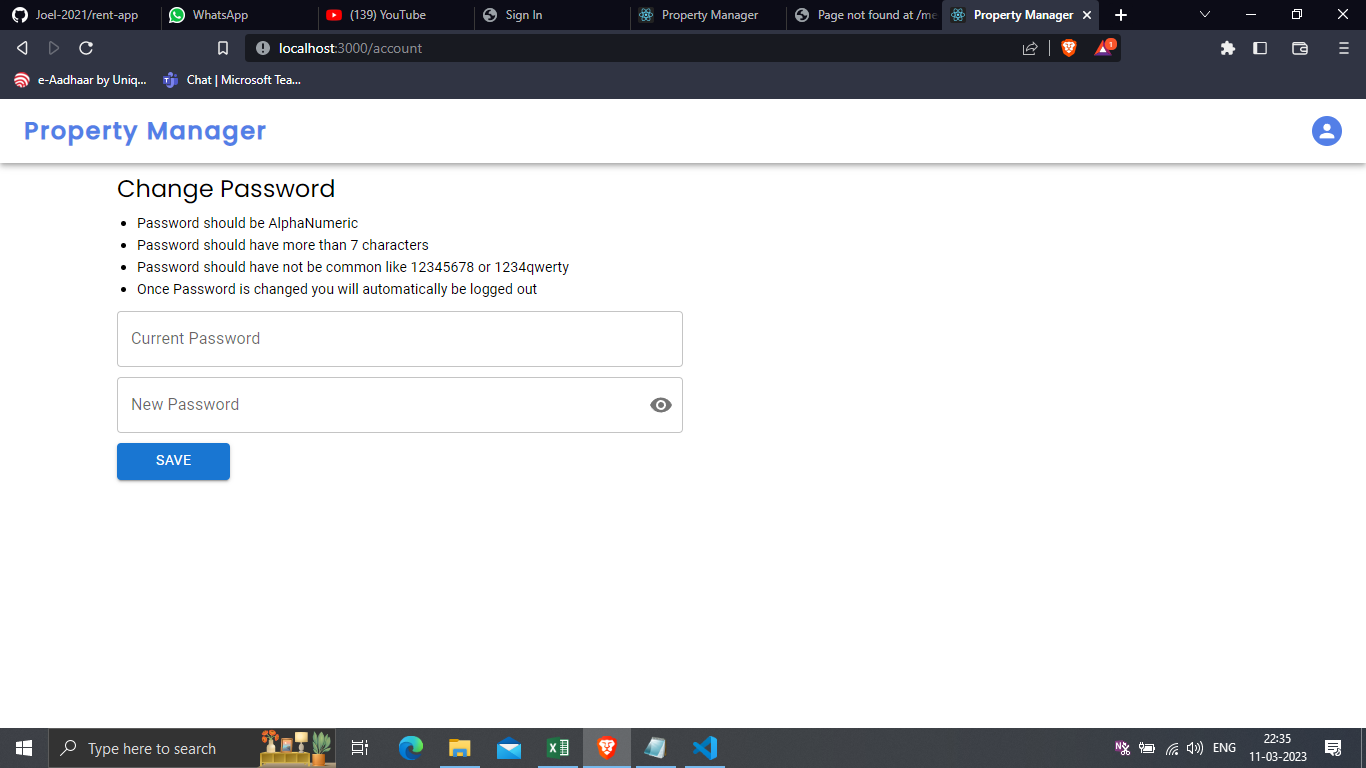 Joel-2021/rent-app
WhatsApp
(139) YouTube
Sign In
Property Manager
Page not found at /me
Property Manager
localhost:3000/account
1
e-Aadhaar by Uniq...
Chat | Microsoft Tea...
Property Manager
Change Password
Password should be AlphaNumeric
Password should have more than 7 characters
Password should have not be common like 12345678 or 1234qwerty
Once Password is changed you will automatically be logged out
Current Password
New Password
SAVE
Type here to search
ENG
22:35
11-03-2023